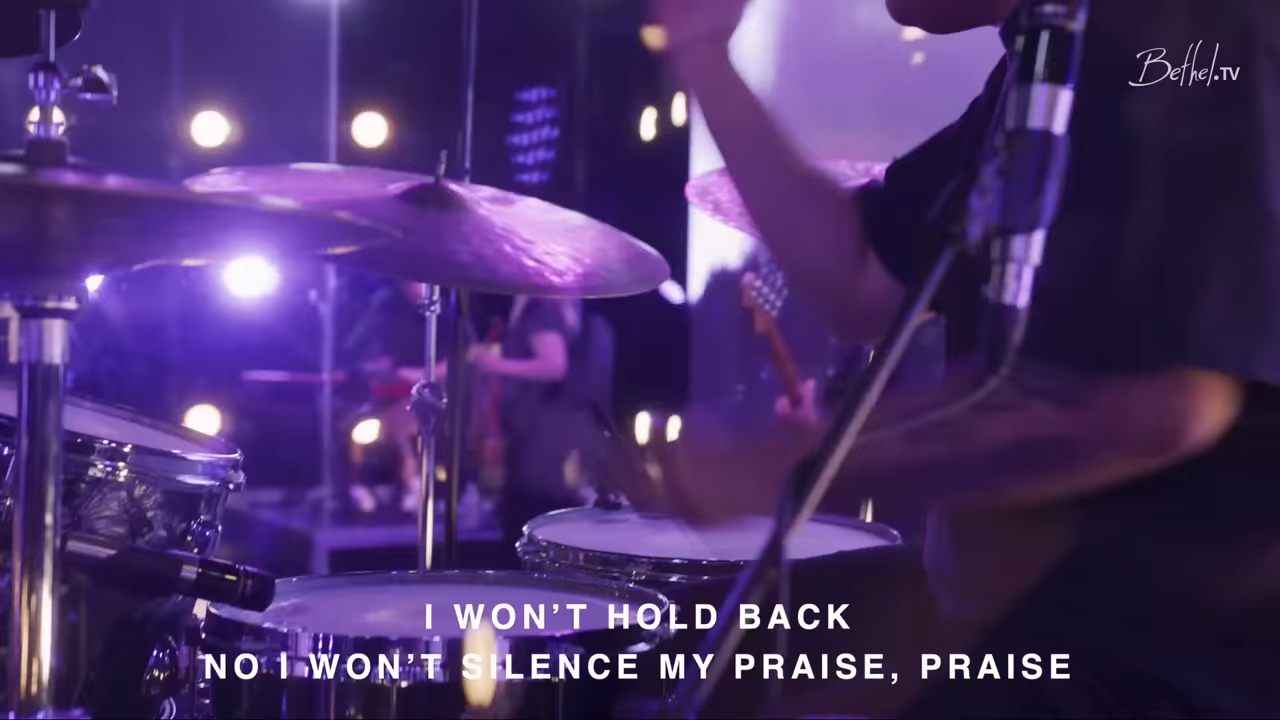 Bethel.TV
I WON’T HOLD BACK
NO I WON’T SILENCE MY PRAISE, PRAISE